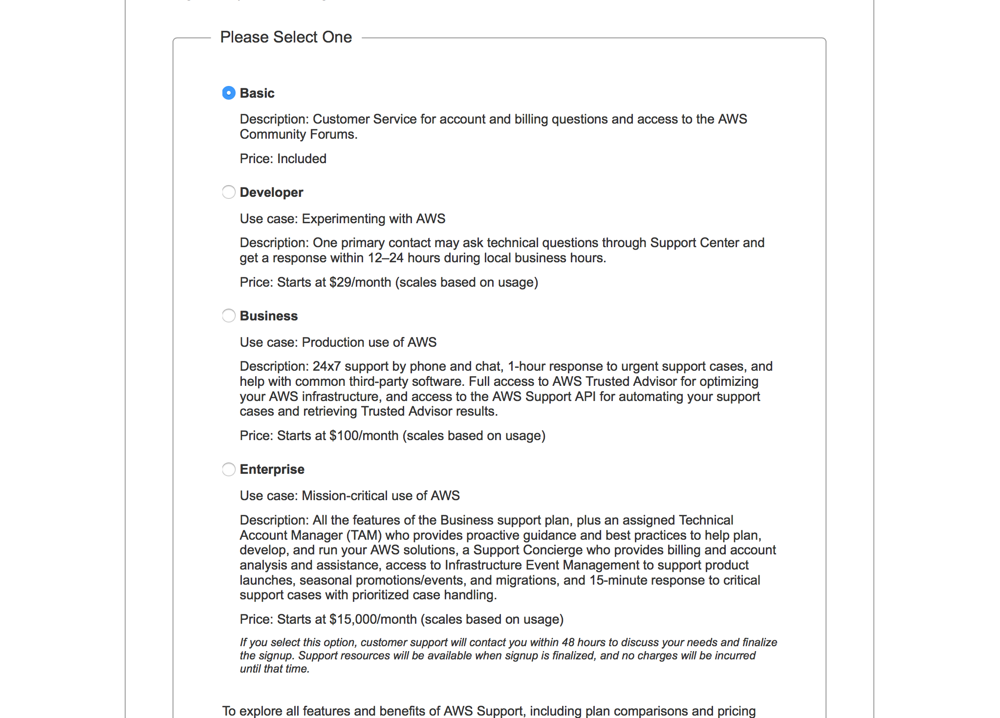 Please Select One
Basic
Description: Customer Service for account and billing questions and access to the AWS
Community Forums.
Price: Included
Developer
Use case: Experimenting with AWS
Description: One primary contact may ask technical questions through Support Center and
get a response within 12–24 hours during local business hours.
Price: Starts at $29/month (scales based on usage)
Business
Use case: Production use of AWS
Description: 24x7 support by phone and chat, 1-hour response to urgent support cases, and
help with common third-party software. Full access to AWS Trusted Advisor for optimizing
your AWS infrastructure, and access to the AWS Support API for automating your support
cases and retrieving Trusted Advisor results.
Price: Starts at $100/month (scales based on usage)
Enterprise
Use case: Mission-critical use of AWS
Description: All the features of the Business support plan, plus an assigned Technical
Account Manager (TAM) who provides proactive guidance and best practices to help plan,
develop, and run your AWS solutions, a Support Concierge who provides billing and account
analysis and assistance, access to Infrastructure Event Management to support product
launches, seasonal promotions/events, and migrations, and 15-minute response to critical
support cases with prioritized case handling.
Price: Starts at $15,000/month (scales based on usage)
If you select this option, customer support will contact you within 48 hours to discuss your needs and finalize
the signup. Support resources will be available when signup is finalized, and no charges will be incurred
until that time.
To explore all features and benefits of AWS Support, including plan comparisons and pricing